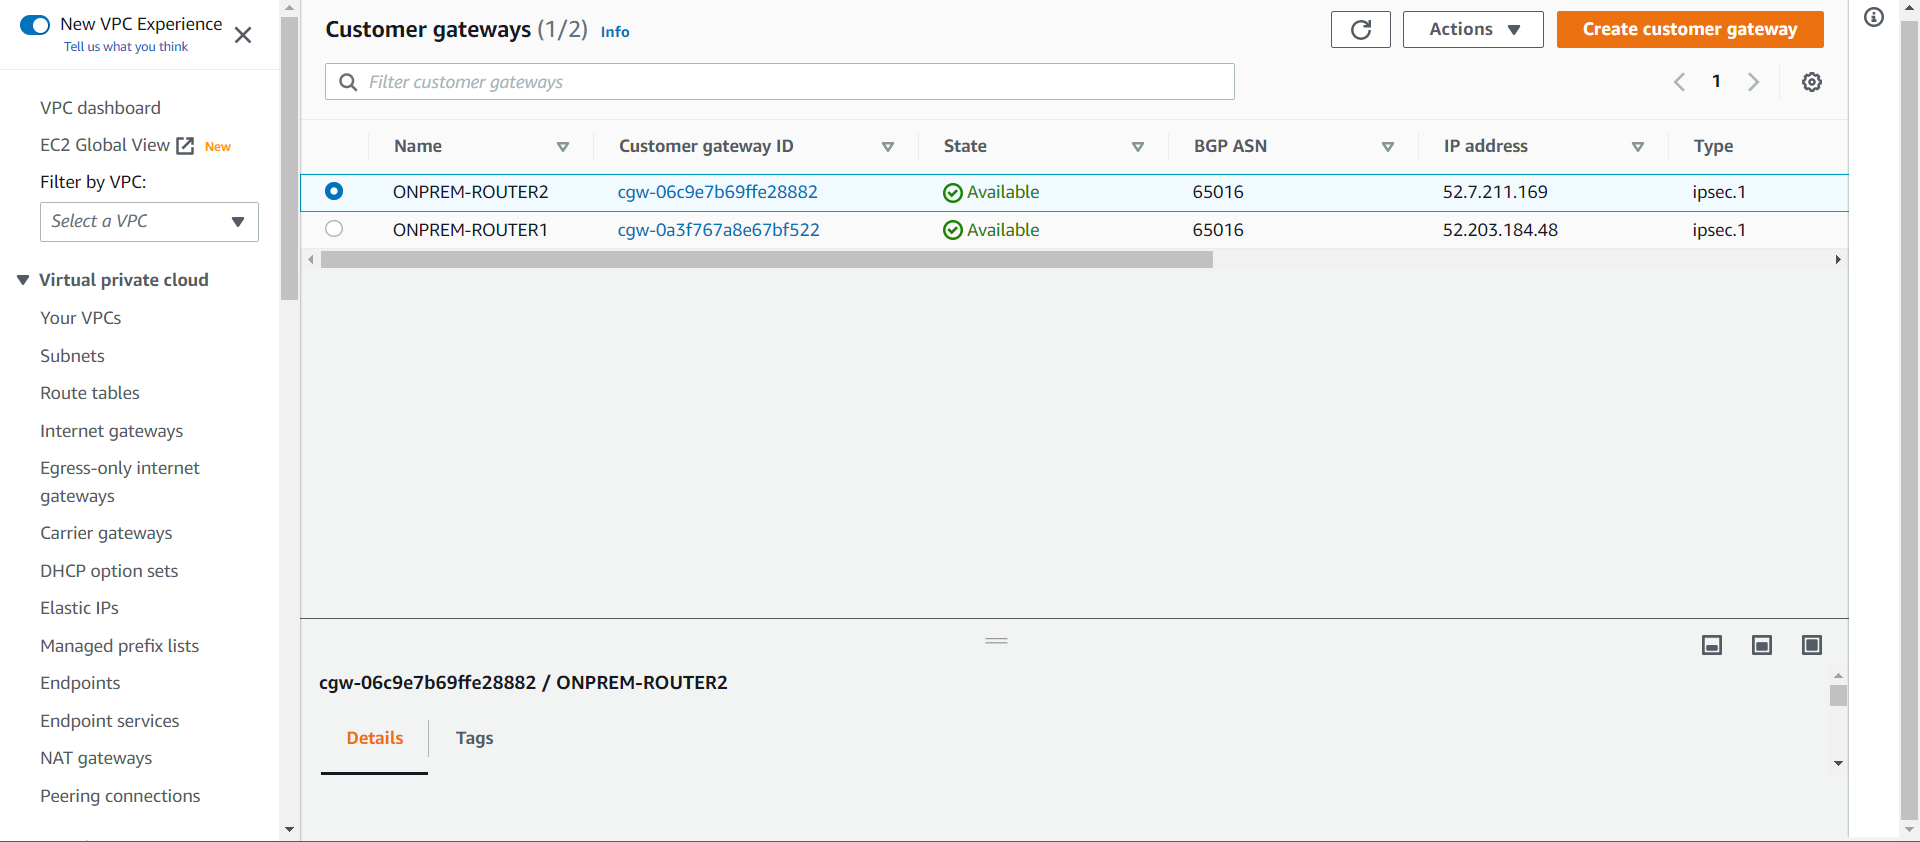 New VPC Experience
Tell us what you think
VPC dashboard
EC2 Global View New
Filter by VPC:
Select a VPC
Virtual private cloud
Your VPCs
Subnets
Route tables
Internet gateways
Egress-only internet
gateways
Carrier gateways
DHCP option sets
Elastic IPs
Managed prefix lists
Endpoints
Endpoint services
NAT gateways
Peering connections
Customer gateways (1/2) Info
Actions
Create customer gateway
Filter customer gateways
1
Name Customer gateway ID State BGP ASN IP address Type
ONPREM-ROUTER2 cgw-06c9e7b69ffe28882 Available 65016 52.7.211.169 ipsec.1
ONPREM-ROUTER1 cgw-0a3f767a8e67bf522 Available 65016 52.203.184.48 ipsec.1
cgw-06c9e7b69ffe28882 / ONPREM-ROUTER2
Details Tags